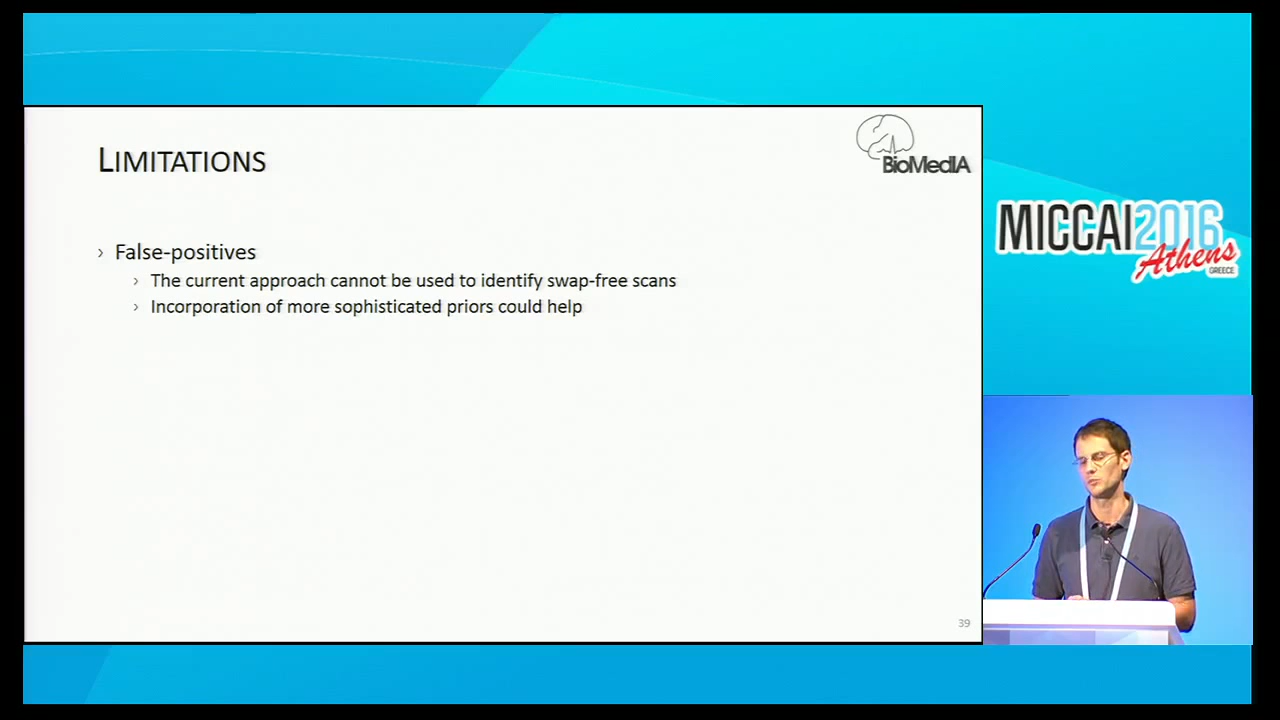 LIMITATIONS
BioMedIA
› False-positives
› The current approach cannot be used to identify swap-free scans
› Incorporation of more sophisticated priors could help
39
MICCAI2016
Athens
GREECE